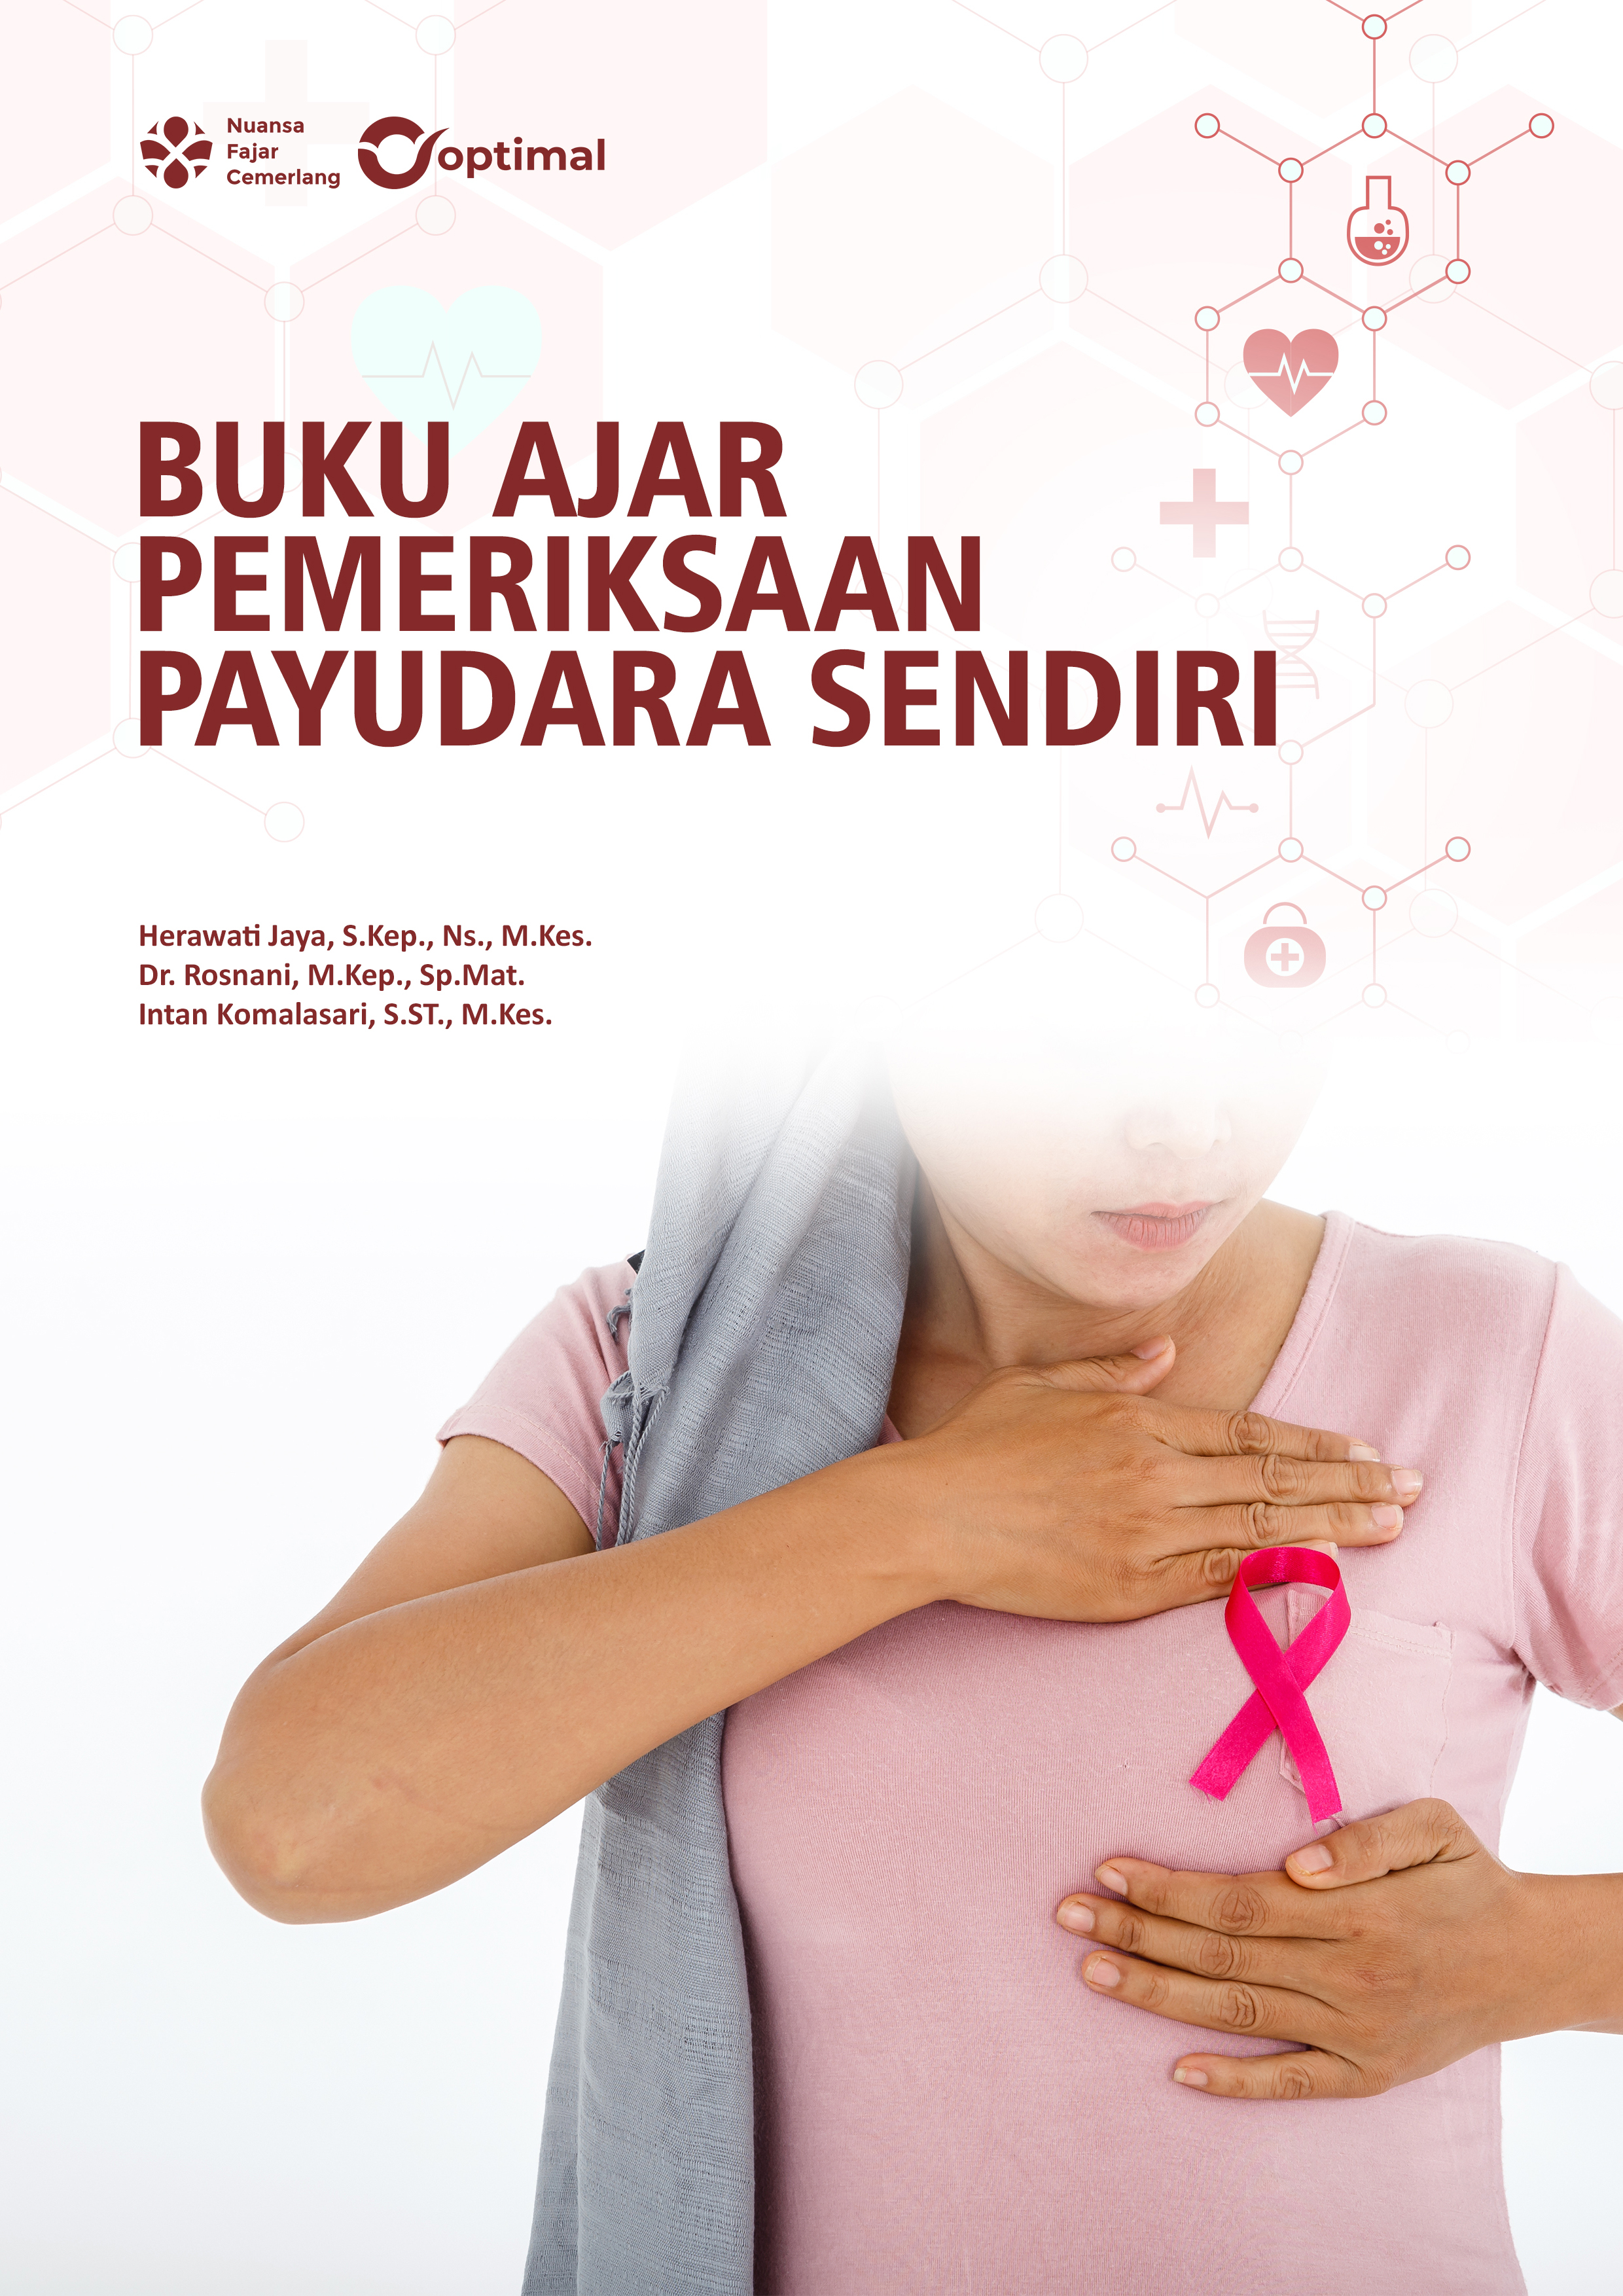 Nuansa
Fajar
Cemerlang
optimal
BUKU AJAR
PEMERIKSAAN
PAYUDARA SENDIRI
Herawati Jaya, S.Kep., Ns., M.Kes.
Dr. Rosnani, M.Kep., Sp.Mat.
Intan Komalasari, S.ST., M.Kes.